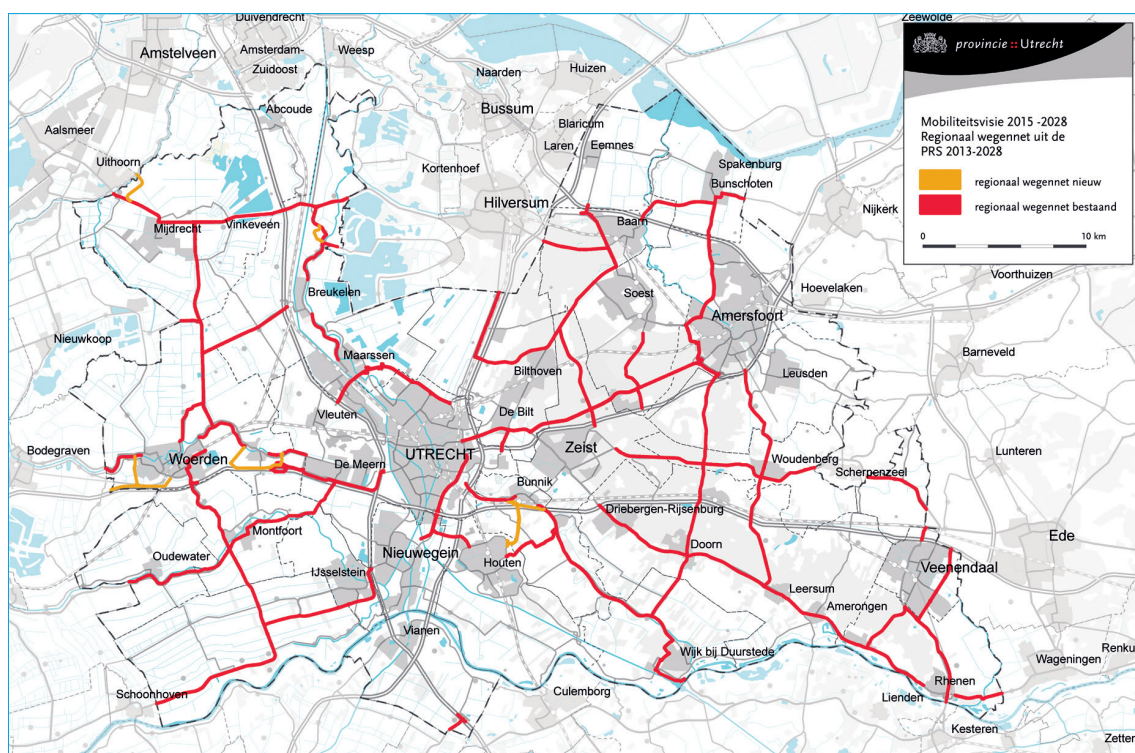 Duivendrecht
Zeewolde
Amstelveen
Amsterdam-
Zuidoost
Weesp
Naarden
Huizen
Bussum
Abcoude
Aalsmeer
Blaricum
Laren
Eemnes
Uithoorn
Kortenhoef
Spakenburg
Bunschoten
Hilversum
Nijkerk
Baarn
Mijdrecht
Vinkeveen
Voorthuizen
Breukelen
Soest
Hoevelaken
Amersfoort
Nieuwkoop
Maarssen
Barneveld
Bilthoven
Leusden
Vleuten
De Bilt
Bodegraven
Woerden
De Meern
UTRECHT
Zeist
Woudenberg
Scherpenzeel
Lunteren
Bunnik
Driebergen-Rijsenburg
Montfoort
Ede
Oudewater
Nieuwegein
Houten
Doorn
Veenendaal
IJsselstein
Leersum
Amerongen
Vianen
Wijk bij Duurstede
Wageningen
Renku
Schoonhoven
Culemborg
Rhenen
Lienden
Kesteren
Zetter
provincie :: Utrecht
Mobiliteitsvisie 2015 -2028
Regionaal wegennet uit de
PRS 2013-2028
regionaal wegennet nieuw
regionaal wegennet bestaand
0 10 km